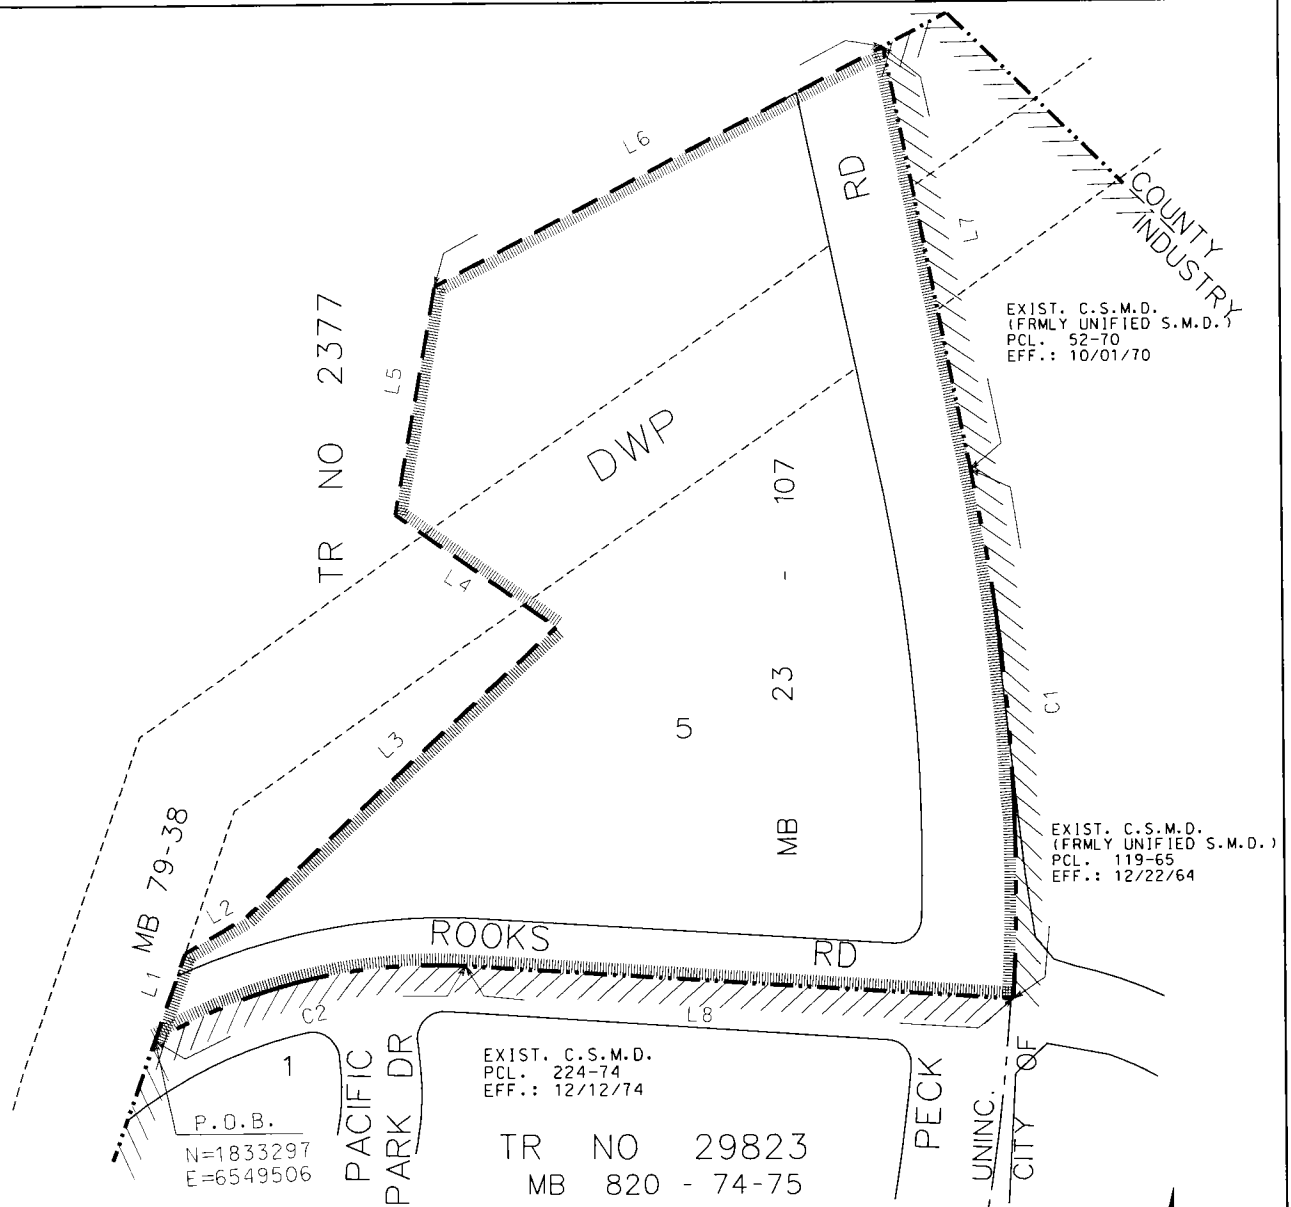 L6
RD
COUNTY
INDUSTRY
L7
EXIST. C.S.M.D.
(FRMLY UNIFIED S.M.D.)
PCL. 52-70
EFF.: 10/01/70
TR NO 2377
L5
DWP
MB 23 - 107
L4
C1
L3
5
MB 79-38
EXIST. C.S.M.D.
(FRMLY UNIFIED S.M.D.)
PCL. 119-65
EFF.: 12/22/64
L2
ROOKS RD
L1
C2
L8
1
PACIFIC
PARK DR
EXIST. C.S.M.D.
PCL. 224-74
EFF.: 12/12/74
PECK
UNINC.
CITY OF
P.O.B.
N=1833297
E=6549506
TR NO 29823
MB 820 - 74-75